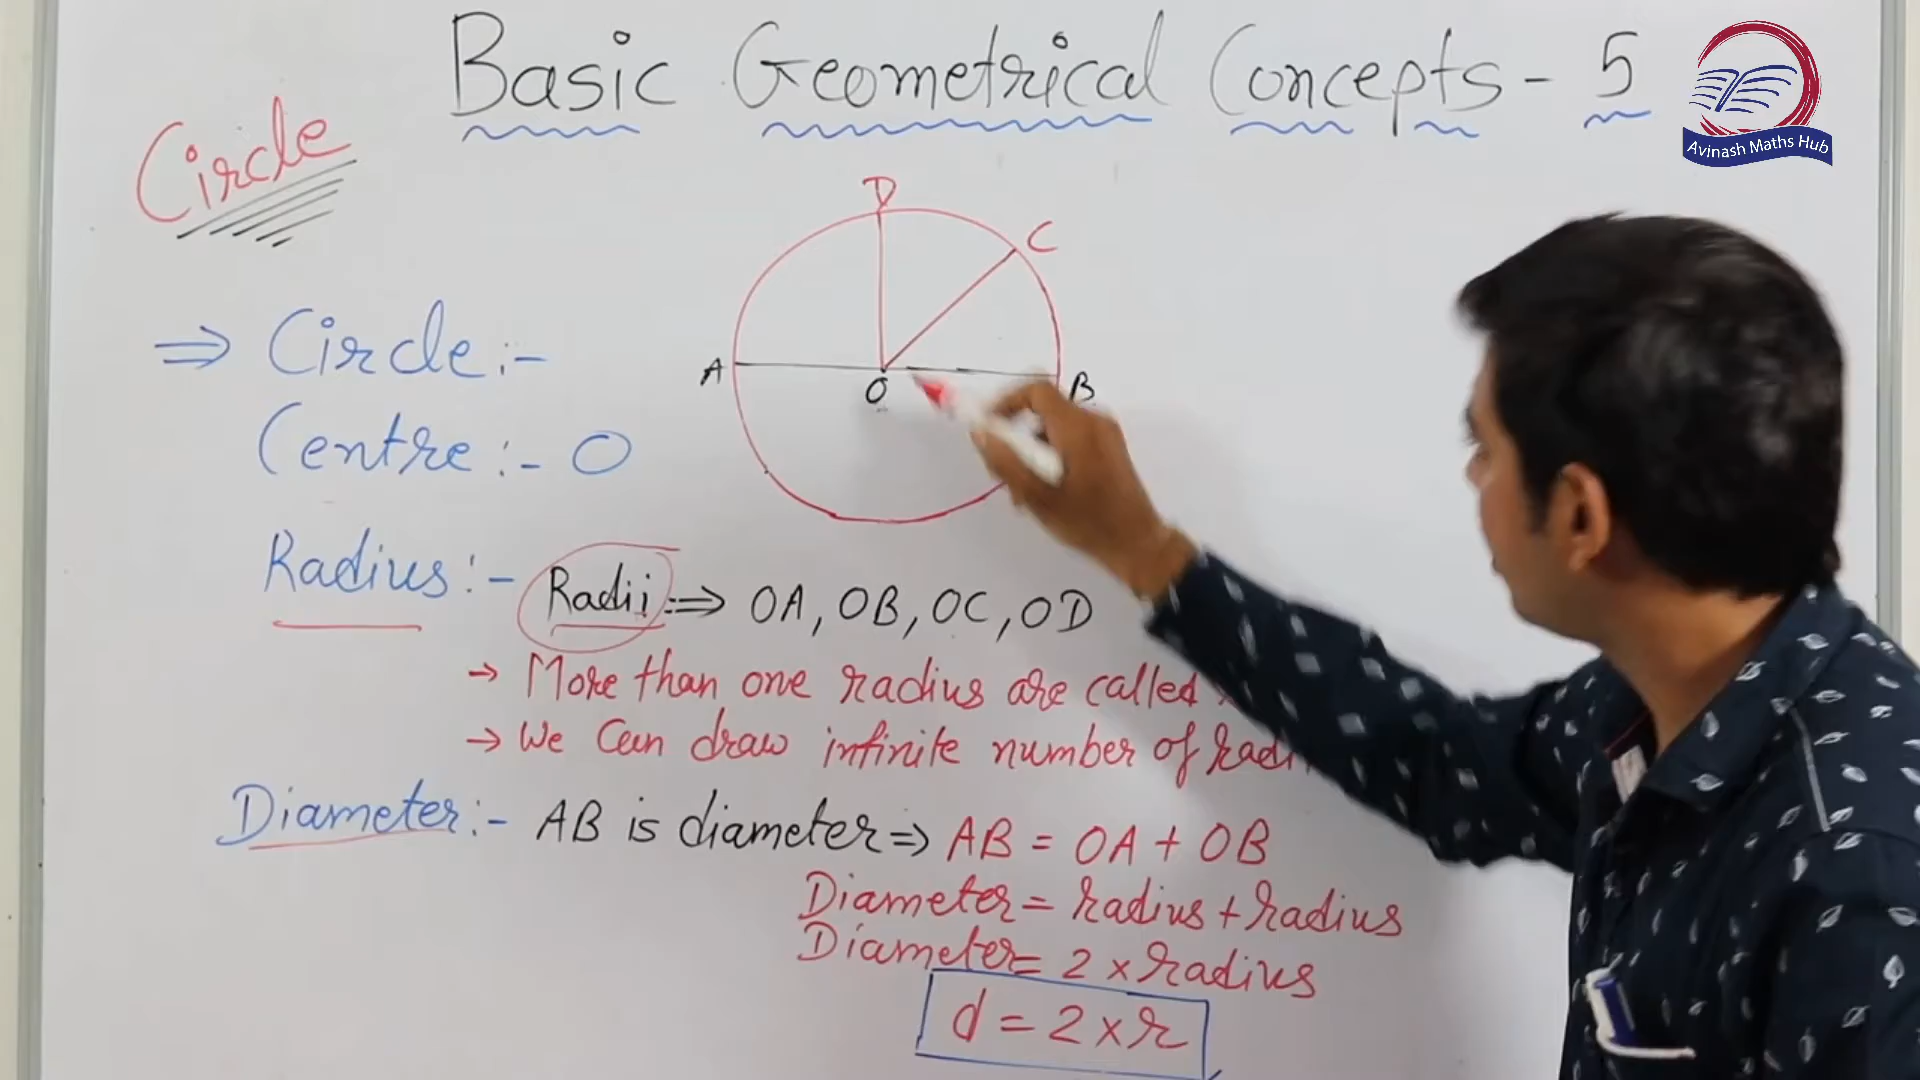 Basic Geometrical Concepts - 5
Avinash Maths Hub
Circle
D
C
A
O
B
⇒ Circle :-
Centre :- O
Radius :- Radii ⇒ OA, OB, OC, OD
→ More than one radius are called
→ We Can draw infinite number of radi
Diameter :- AB is diameter ⇒ AB = OA + OB
Diameter = radius + radius
Diameter = 2 × radius
d = 2 × r